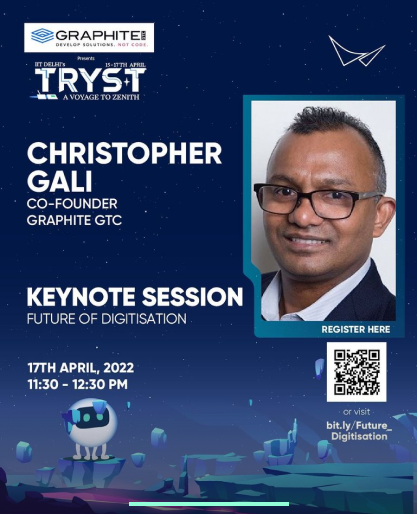 GRAPHITE GTC
DEVELOP SOLUTIONS. NOT CODE.
Presents
IIT DELHI's 15-17TH APRIL
TRYST
A VOYAGE TO ZENITH
CHRISTOPHER
GALI
CO-FOUNDER
GRAPHITE GTC
KEYNOTE SESSION
FUTURE OF DIGITISATION
REGISTER HERE
17TH APRIL, 2022
11:30 - 12:30 PM
or visit
bit.ly/Future_
Digitisation